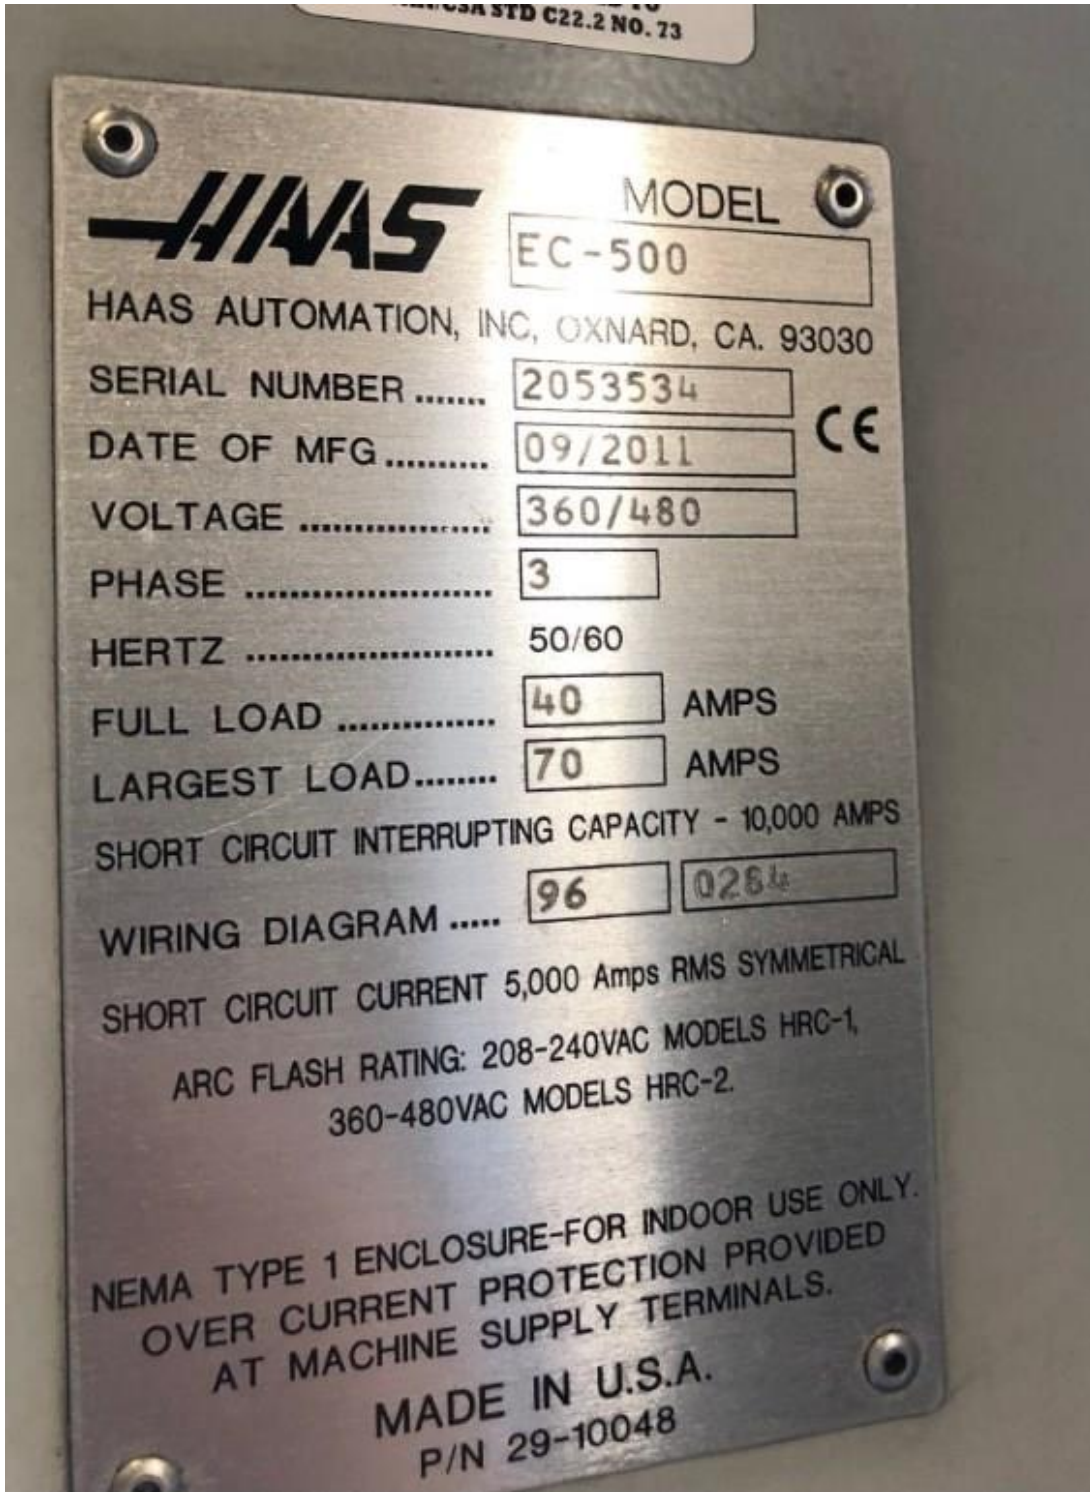 CSA STD C22.2 NO. 73
HAAS
MODEL
EC-500
HAAS AUTOMATION, INC, OXNARD, CA. 93030
SERIAL NUMBER ....... 2053534
CE
DATE OF MFG .......... 09/2011
VOLTAGE .................... 360/480
PHASE ........................ 3
HERTZ ........................ 50/60
FULL LOAD ............... 40 AMPS
LARGEST LOAD........ 70 AMPS
SHORT CIRCUIT INTERRUPTING CAPACITY - 10,000 AMPS
WIRING DIAGRAM ..... 96 0284
SHORT CIRCUIT CURRENT 5,000 Amps RMS SYMMETRICAL
ARC FLASH RATING: 208-240VAC MODELS HRC-1,
360-480VAC MODELS HRC-2.
NEMA TYPE 1 ENCLOSURE-FOR INDOOR USE ONLY.
OVER CURRENT PROTECTION PROVIDED
AT MACHINE SUPPLY TERMINALS.
MADE IN U.S.A.
P/N 29-10048